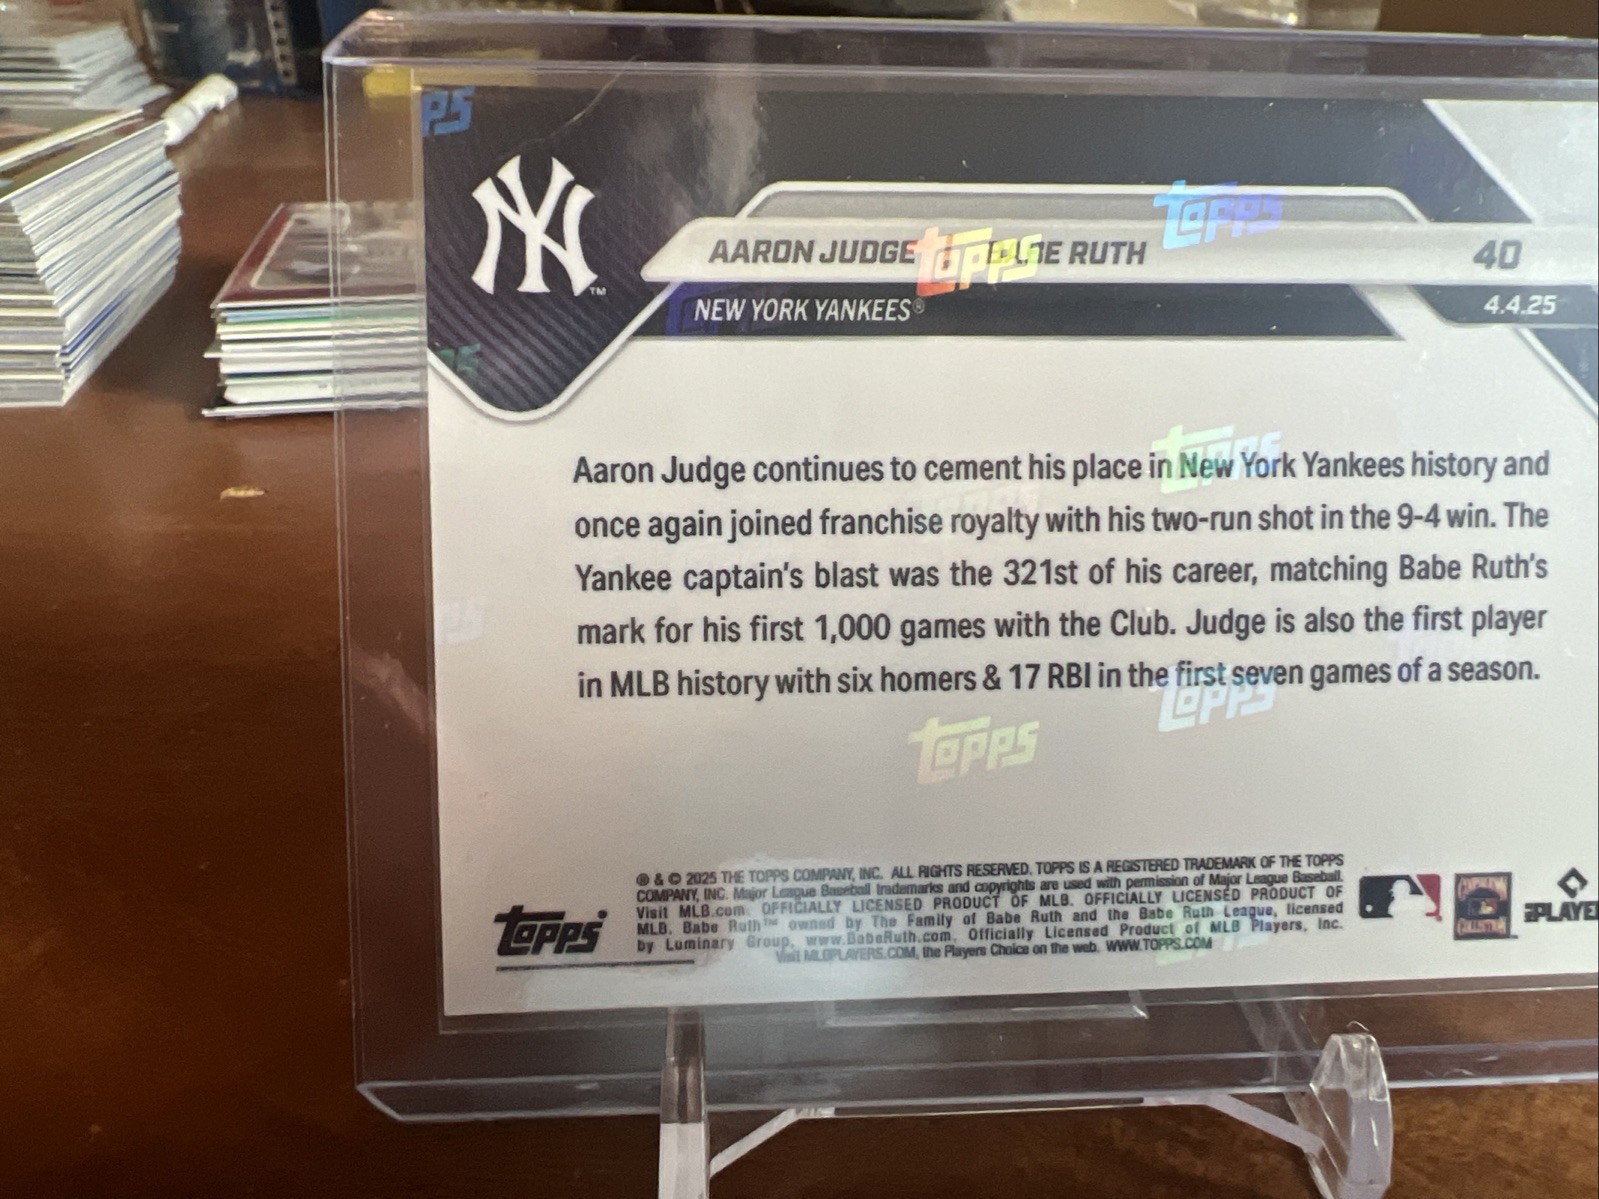 PS
NY™
AARON JUDGE BABE RUTH
topps
topps
40
NEW YORK YANKEES®
4.4.25
PS
topps
Aaron Judge continues to cement his place in New York Yankees history and
once again joined franchise royalty with his two-run shot in the 9-4 win. The
Yankee captain's blast was the 321st of his career, matching Babe Ruth's
mark for his first 1,000 games with the Club. Judge is also the first player
in MLB history with six homers & 17 RBI in the first seven games of a season.
topps
topps
® & © 2025 THE TOPPS COMPANY, INC. ALL RIGHTS RESERVED. TOPPS IS A REGISTERED TRADEMARK OF THE TOPPS
COMPANY, INC. Major League Baseball trademarks and copyrights are used with permission of Major League Baseball.
Visit MLB.com. OFFICIALLY LICENSED PRODUCT OF MLB. OFFICIALLY LICENSED PRODUCT OF
MLB. Babe Ruth™ owned by The Family of Babe Ruth and the Babe Ruth League, licensed
by Luminary Group, www.BabeRuth.com. Officially Licensed Product of MLB Players, Inc.
Visit MLBPLAYERS.COM, the Players Choice on the web. WWW.TOPPS.COM
topps
PLAYE